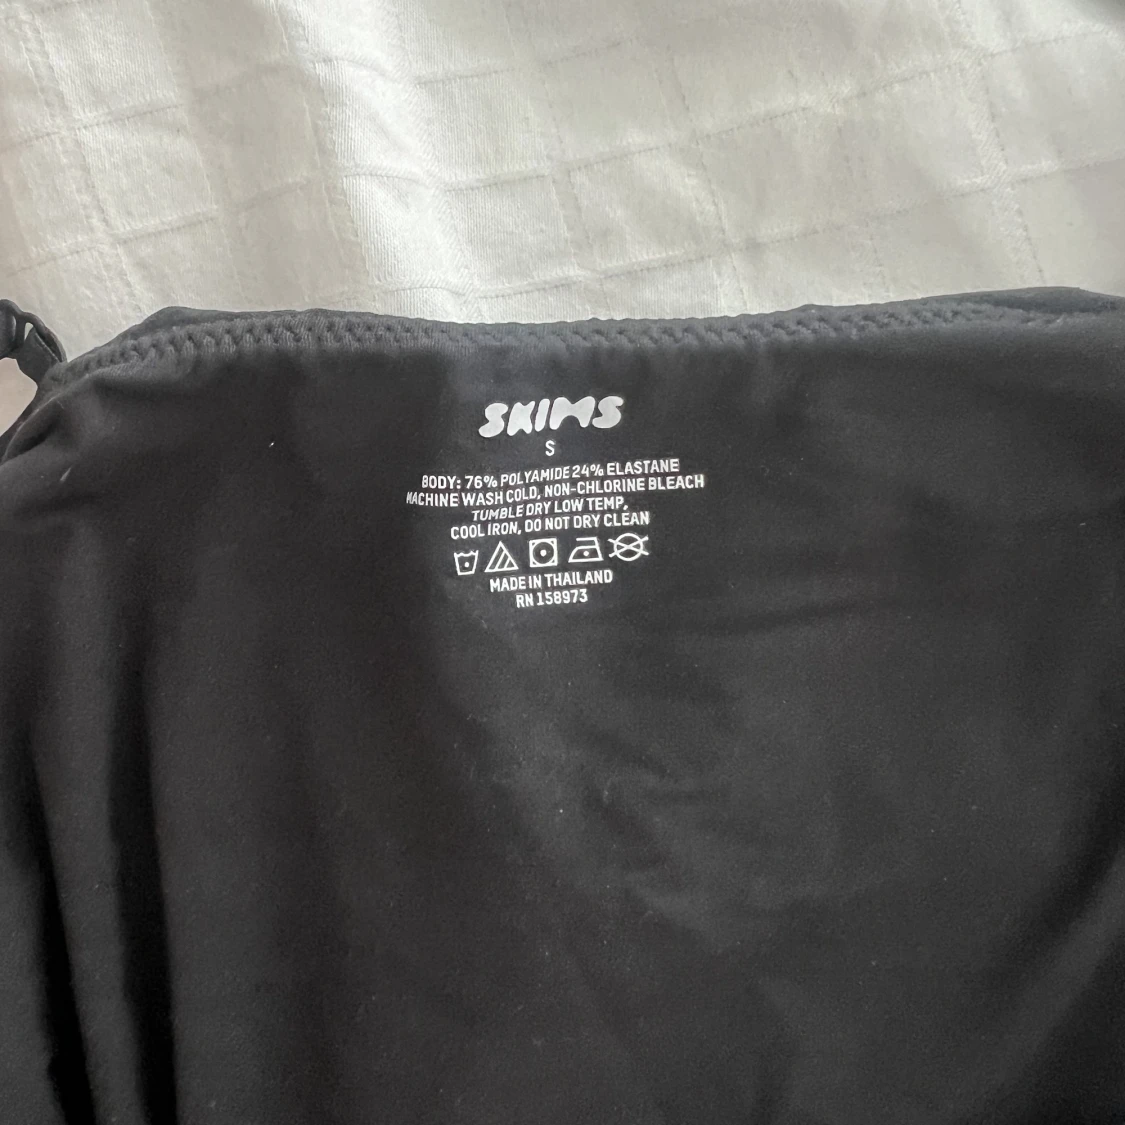 SKIMS
S
BODY: 76% POLYAMIDE 24% ELASTANE
MACHINE WASH COLD, NON-CHLORINE BLEACH
TUMBLE DRY LOW TEMP,
COOL IRON, DO NOT DRY CLEAN
MADE IN THAILAND
RN 158973